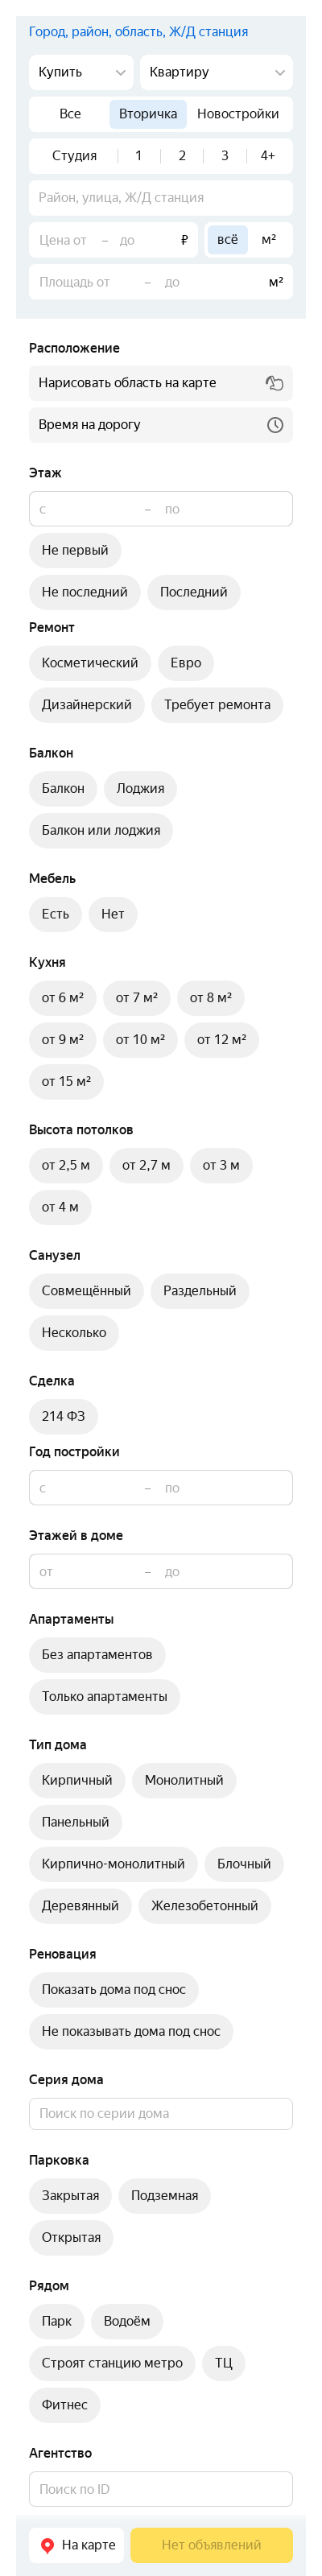 Город, район, область, Ж/Д станция
Купить Квартиру
Все Вторичка Новостройки
Студия 1 2 3 4+
Район, улица, Ж/Д станция
Цена от – до ₽ всё м²
Площадь от – до м²
Расположение
Нарисовать область на карте
Время на дорогу
Этаж
с – по
Не первый
Не последний Последний
Ремонт
Косметический Евро
Дизайнерский Требует ремонта
Балкон
Балкон Лоджия
Балкон или лоджия
Мебель
Есть Нет
Кухня
от 6 м² от 7 м² от 8 м²
от 9 м² от 10 м² от 12 м²
от 15 м²
Высота потолков
от 2,5 м от 2,7 м от 3 м
от 4 м
Санузел
Совмещённый Раздельный
Несколько
Сделка
214 ФЗ
Год постройки
с – по
Этажей в доме
от – до
Апартаменты
Без апартаментов
Только апартаменты
Тип дома
Кирпичный Монолитный
Панельный
Кирпично-монолитный Блочный
Деревянный Железобетонный
Реновация
Показать дома под снос
Не показывать дома под снос
Серия дома
Поиск по серии дома
Парковка
Закрытая Подземная
Открытая
Рядом
Парк Водоём
Строят станцию метро ТЦ
Фитнес
Агентство
Поиск по ID
На карте Нет объявлений